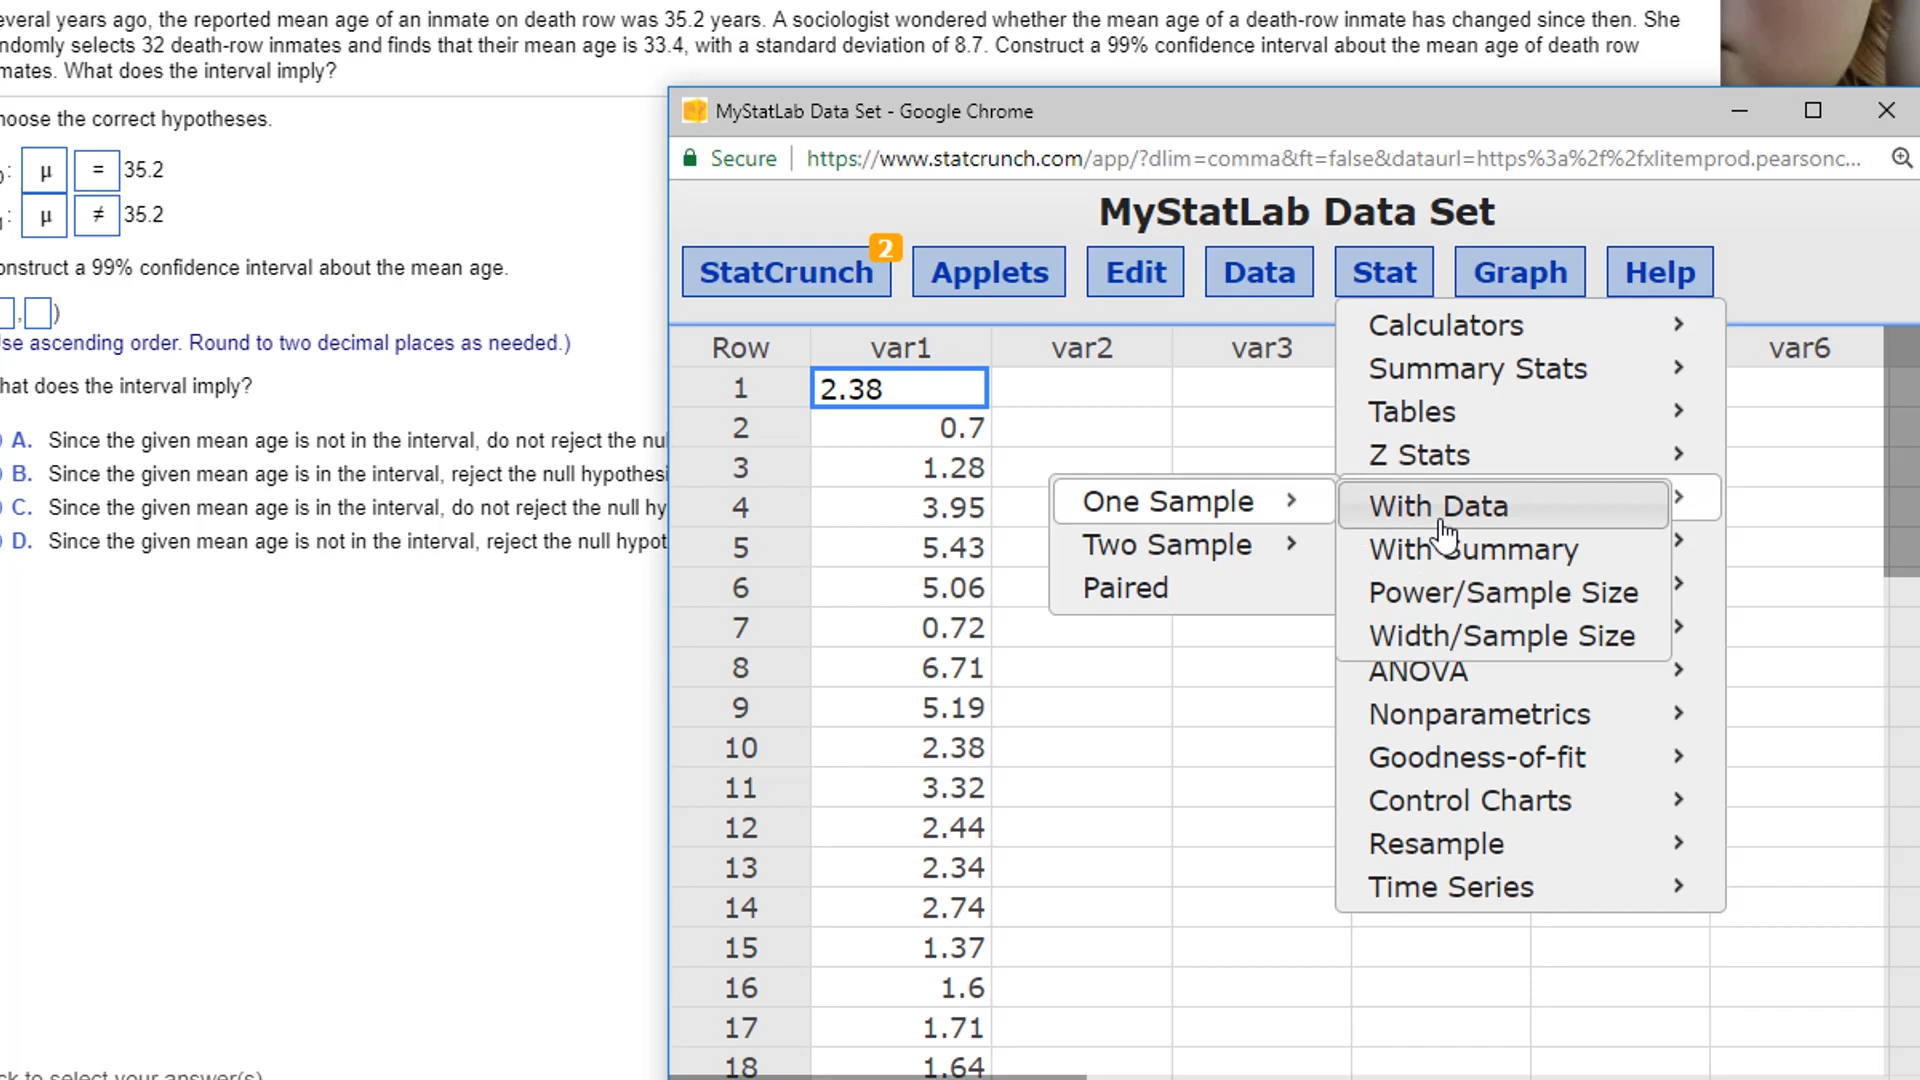 everal years ago, the reported mean age of an inmate on death row was 35.2 years. A sociologist wondered whether the mean age of a death-row inmate has changed since then. She
ndomly selects 32 death-row inmates and finds that their mean age is 33.4, with a standard deviation of 8.7. Construct a 99% confidence interval about the mean age of death row
mates. What does the interval imply?
hoose the correct hypotheses.
: μ = 35.2
: μ ≠ 35.2
onstruct a 99% confidence interval about the mean age.
, )
se ascending order. Round to two decimal places as needed.)
hat does the interval imply?
A. Since the given mean age is not in the interval, do not reject the nu
B. Since the given mean age is in the interval, reject the null hypothesi
C. Since the given mean age is in the interval, do not reject the null hy
D. Since the given mean age is not in the interval, reject the null hypot
ck to select your answer(s)
MyStatLab Data Set - Google Chrome
Secure https://www.statcrunch.com/app/?dlim=comma&ft=false&dataurl=https%3a%2f%2fxlitemprod.pearsonc...
MyStatLab Data Set
StatCrunch 2 Applets Edit Data Stat Graph Help
Row var1 var2 var3 var6
1 2.38
2 0.7
3 1.28
4 3.95
5 5.43
6 5.06
7 0.72
8 6.71
9 5.19
10 2.38
11 3.32
12 2.44
13 2.34
14 2.74
15 1.37
16 1.6
17 1.71
18 1.64
Calculators
Summary Stats
Tables
Z Stats
ANOVA
Nonparametrics
Goodness-of-fit
Control Charts
Resample
Time Series
One Sample
Two Sample
Paired
With Data
With Summary
Power/Sample Size
Width/Sample Size